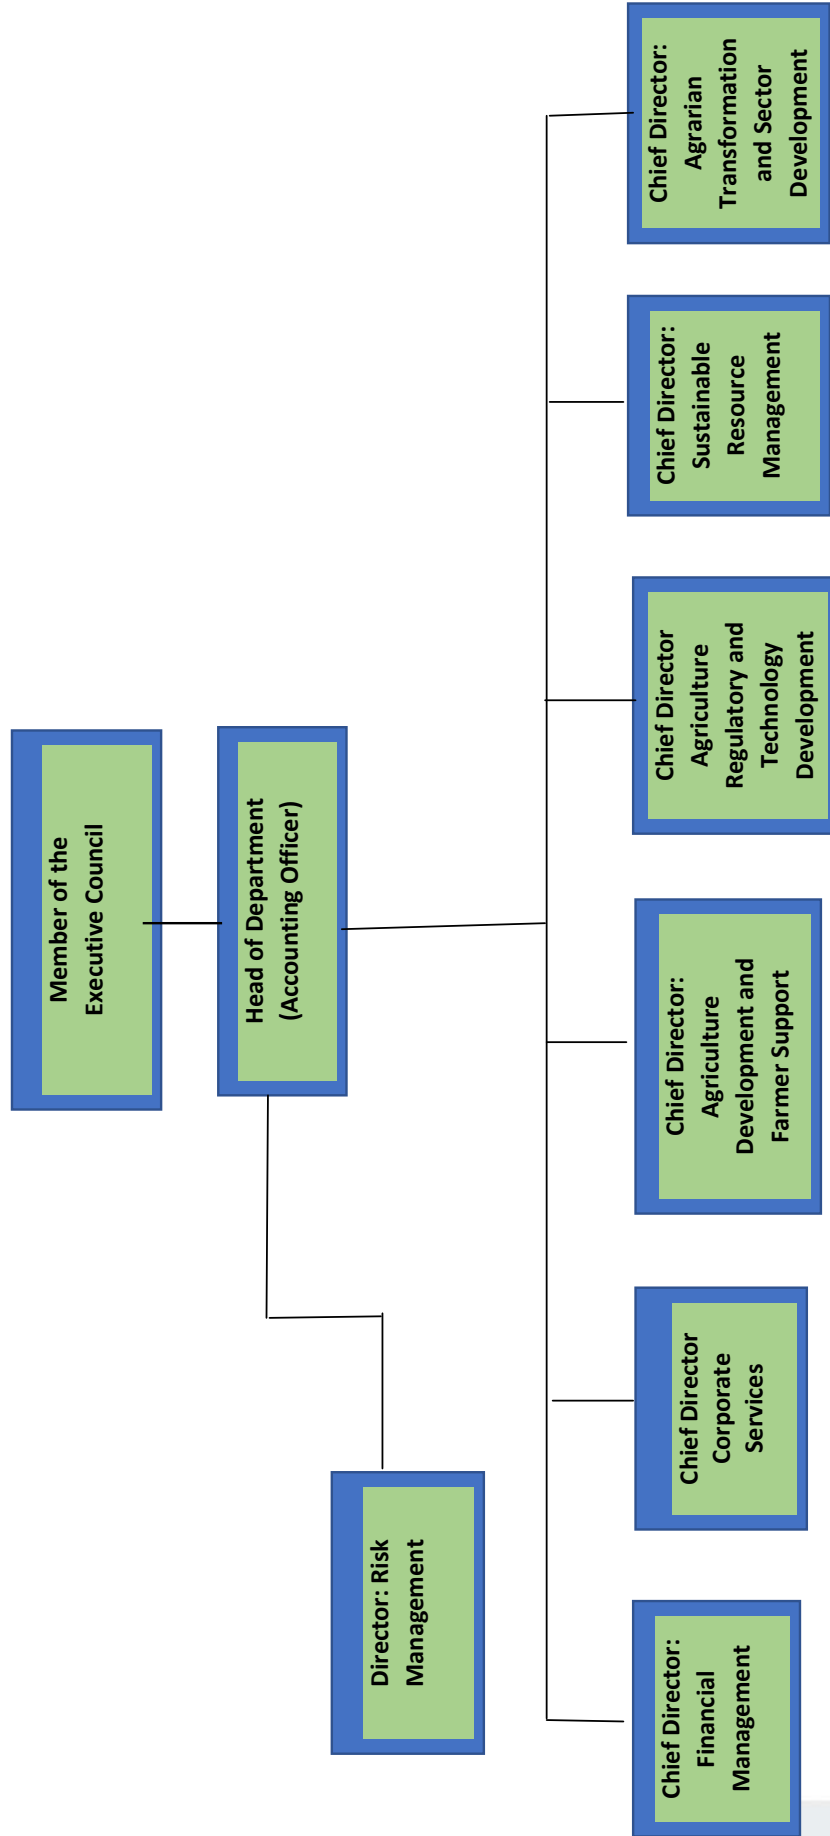 Member of the
Executive Council
Head of Department
(Accounting Officer)
Director: Risk
Management
Chief Director:
Financial
Management
Chief Director
Corporate
Services
Chief Director:
Agriculture
Development and
Farmer Support
Chief Director
Agriculture
Regulatory and
Technology
Development
Chief Director:
Sustainable
Resource
Management
Chief Director:
Agrarian
Transformation
and Sector
Development